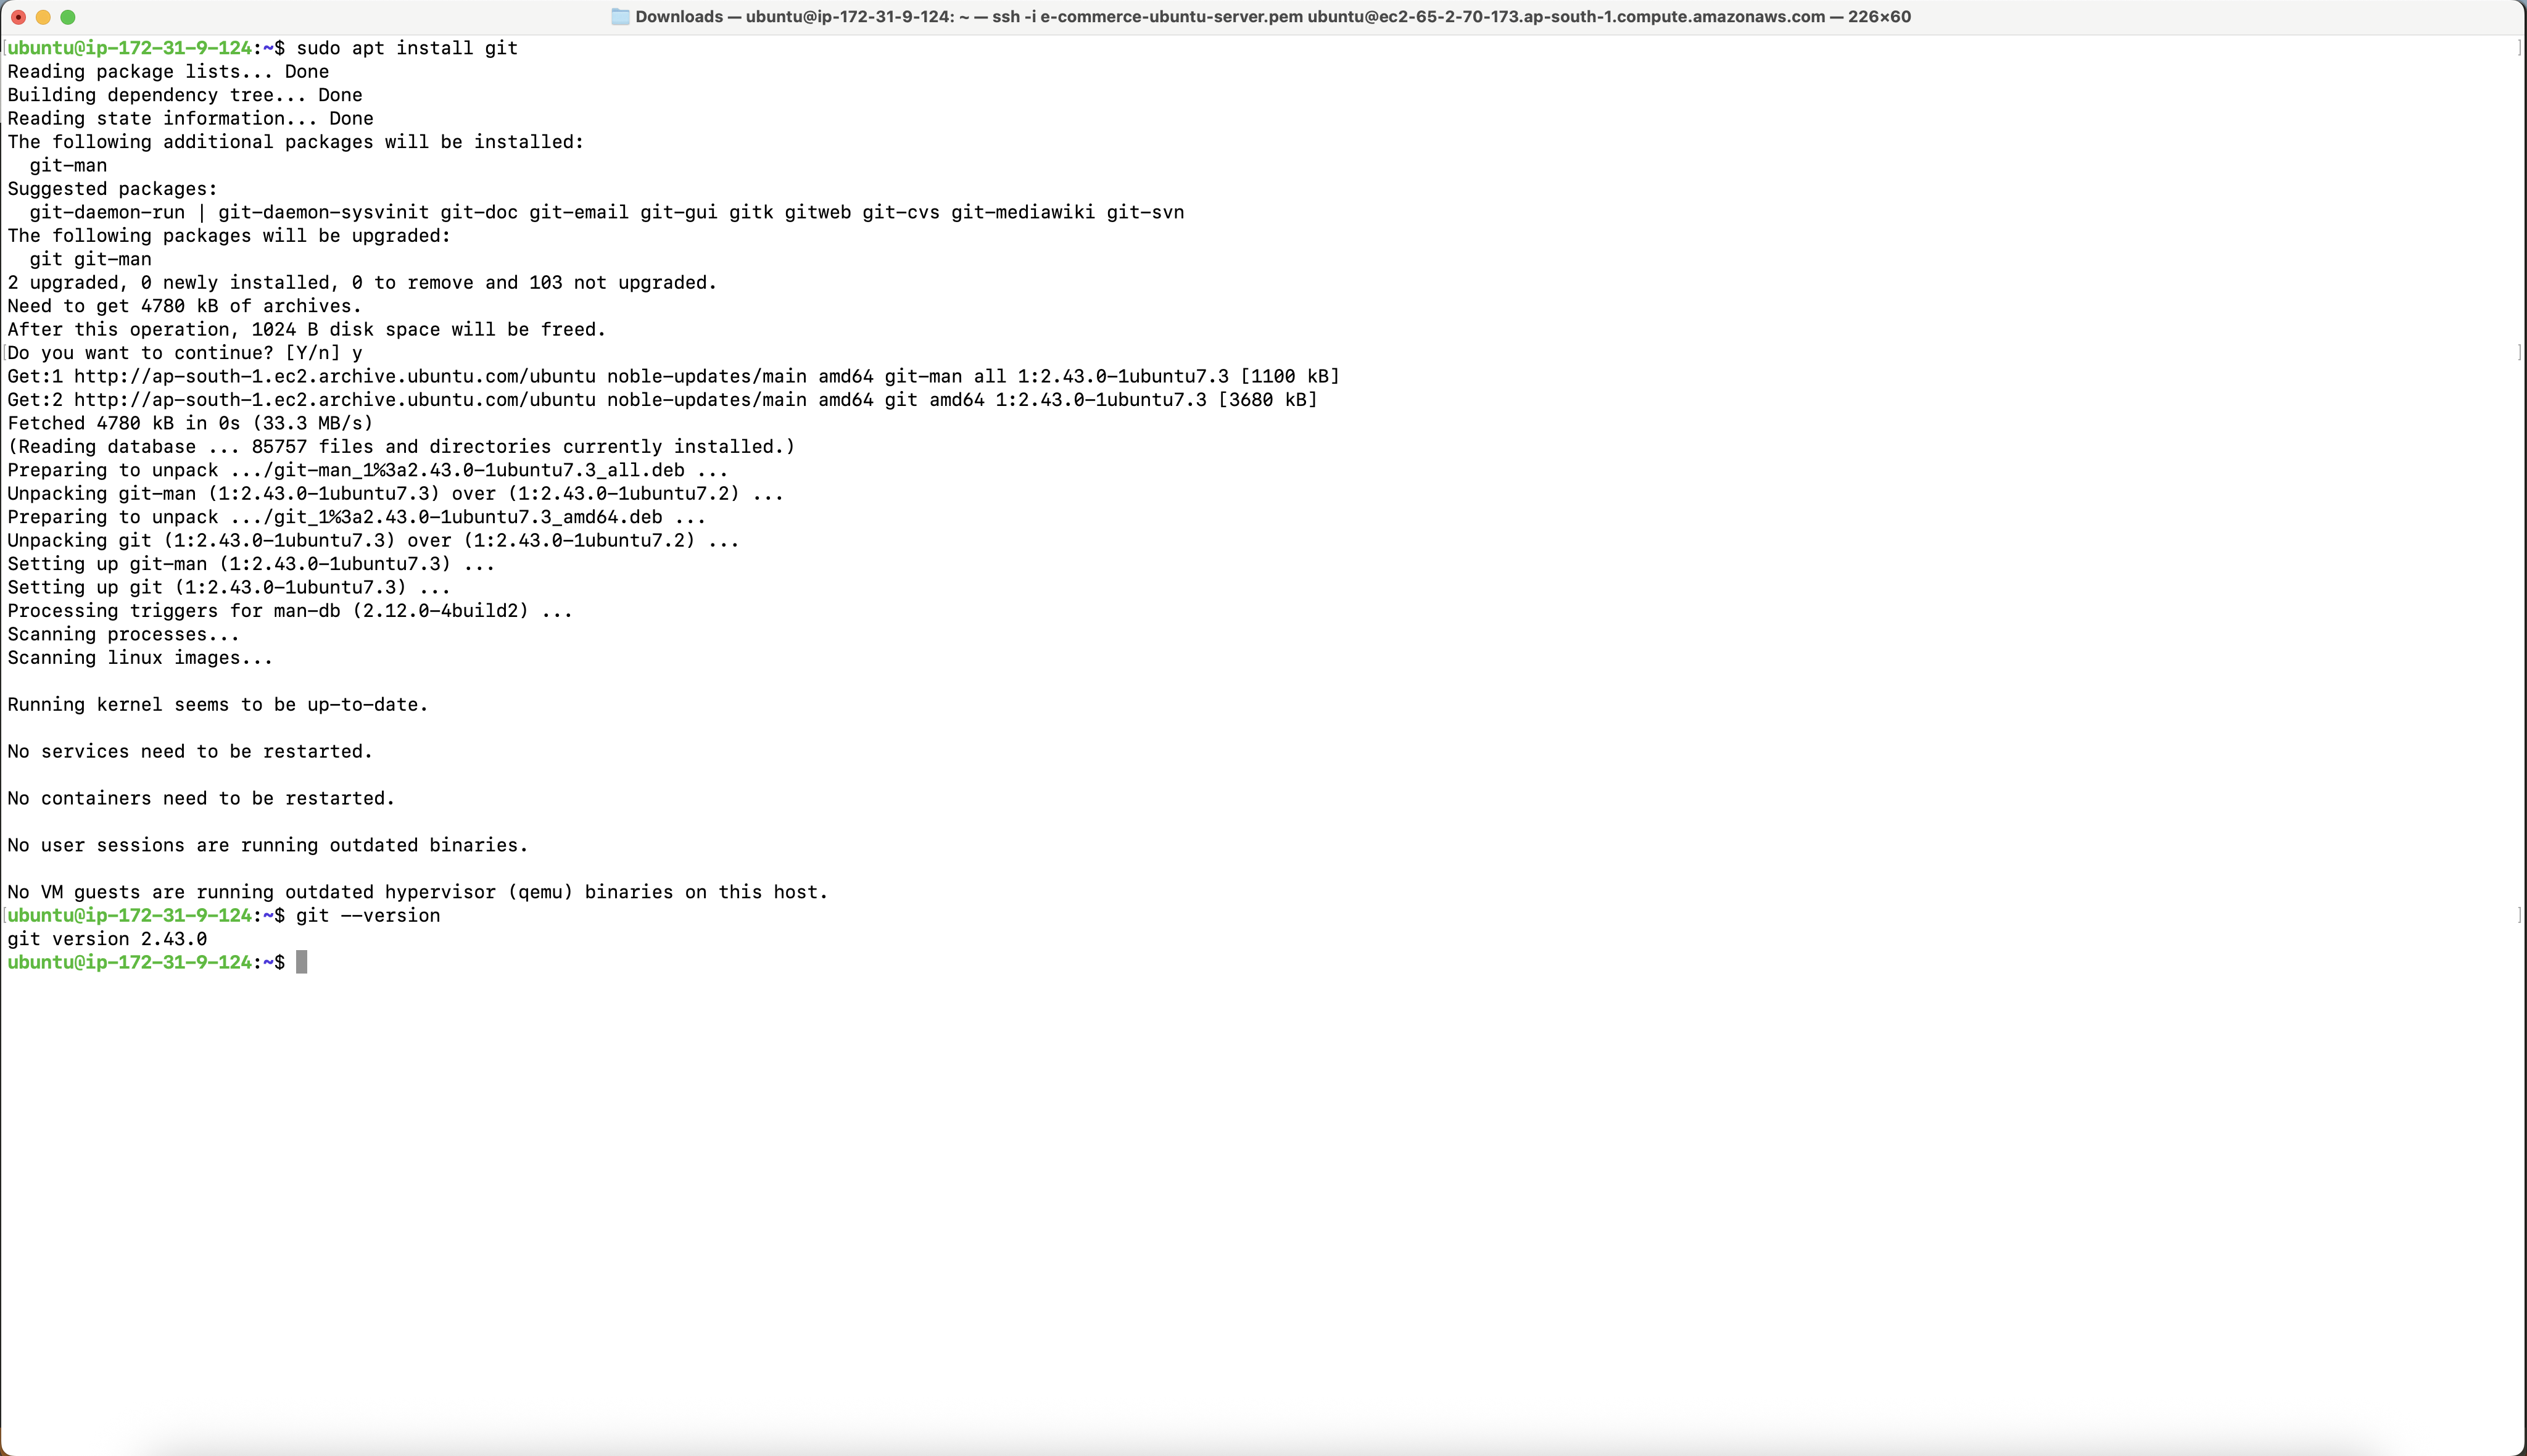 Downloads — ubuntu@ip-172-31-9-124: ~ — ssh -i e-commerce-ubuntu-server.pem ubuntu@ec2-65-2-70-173.ap-south-1.compute.amazonaws.com — 226×60
ubuntu@ip-172-31-9-124:~$ sudo apt install git
Reading package lists... Done
Building dependency tree... Done
Reading state information... Done
The following additional packages will be installed:
  git-man
Suggested packages:
  git-daemon-run | git-daemon-sysvinit git-doc git-email git-gui gitk gitweb git-cvs git-mediawiki git-svn
The following packages will be upgraded:
  git git-man
2 upgraded, 0 newly installed, 0 to remove and 103 not upgraded.
Need to get 4780 kB of archives.
After this operation, 1024 B disk space will be freed.
Do you want to continue? [Y/n] y
Get:1 http://ap-south-1.ec2.archive.ubuntu.com/ubuntu noble-updates/main amd64 git-man all 1:2.43.0-1ubuntu7.3 [1100 kB]
Get:2 http://ap-south-1.ec2.archive.ubuntu.com/ubuntu noble-updates/main amd64 git amd64 1:2.43.0-1ubuntu7.3 [3680 kB]
Fetched 4780 kB in 0s (33.3 MB/s)
(Reading database ... 85757 files and directories currently installed.)
Preparing to unpack .../git-man_1%3a2.43.0-1ubuntu7.3_all.deb ...
Unpacking git-man (1:2.43.0-1ubuntu7.3) over (1:2.43.0-1ubuntu7.2) ...
Preparing to unpack .../git_1%3a2.43.0-1ubuntu7.3_amd64.deb ...
Unpacking git (1:2.43.0-1ubuntu7.3) over (1:2.43.0-1ubuntu7.2) ...
Setting up git-man (1:2.43.0-1ubuntu7.3) ...
Setting up git (1:2.43.0-1ubuntu7.3) ...
Processing triggers for man-db (2.12.0-4build2) ...
Scanning processes...
Scanning linux images...
Running kernel seems to be up-to-date.
No services need to be restarted.
No containers need to be restarted.
No user sessions are running outdated binaries.
No VM guests are running outdated hypervisor (qemu) binaries on this host.
ubuntu@ip-172-31-9-124:~$ git --version
git version 2.43.0
ubuntu@ip-172-31-9-124:~$